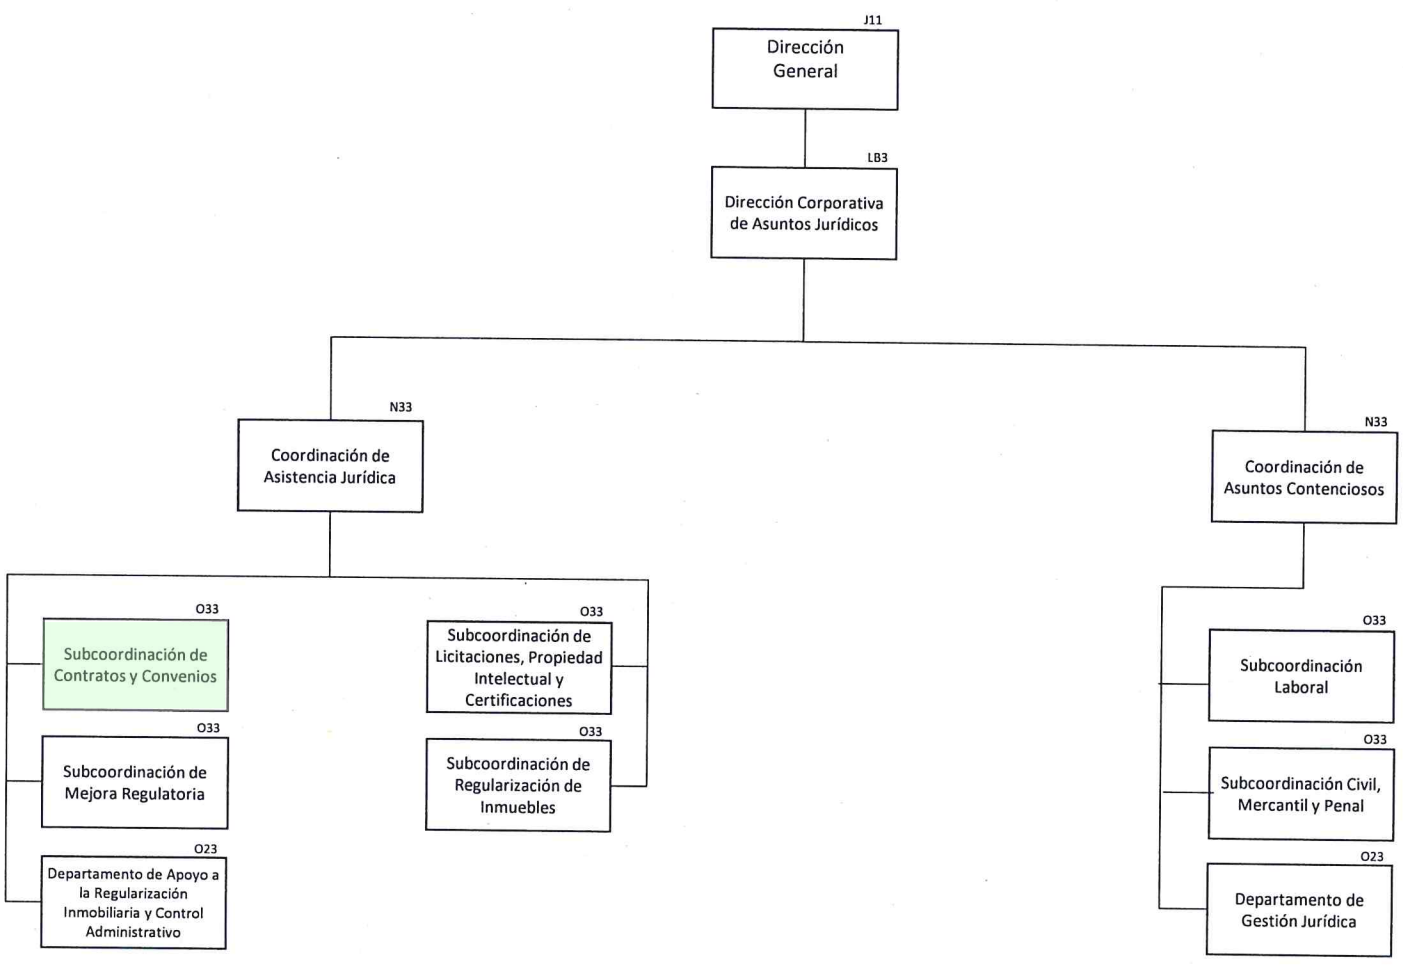 J11
Dirección
General
LB3
Dirección Corporativa
de Asuntos Jurídicos
N33
Coordinación de
Asistencia Jurídica
N33
Coordinación de
Asuntos Contenciosos
O33
Subcoordinación de
Contratos y Convenios
O33
Subcoordinación de
Mejora Regulatoria
O23
Departamento de Apoyo a
la Regularización
Inmobiliaria y Control
Administrativo
O33
Subcoordinación de
Licitaciones, Propiedad
Intelectual y
Certificaciones
O33
Subcoordinación de
Regularización de
Inmuebles
O33
Subcoordinación
Laboral
O33
Subcoordinación Civil,
Mercantil y Penal
O23
Departamento de
Gestión Jurídica